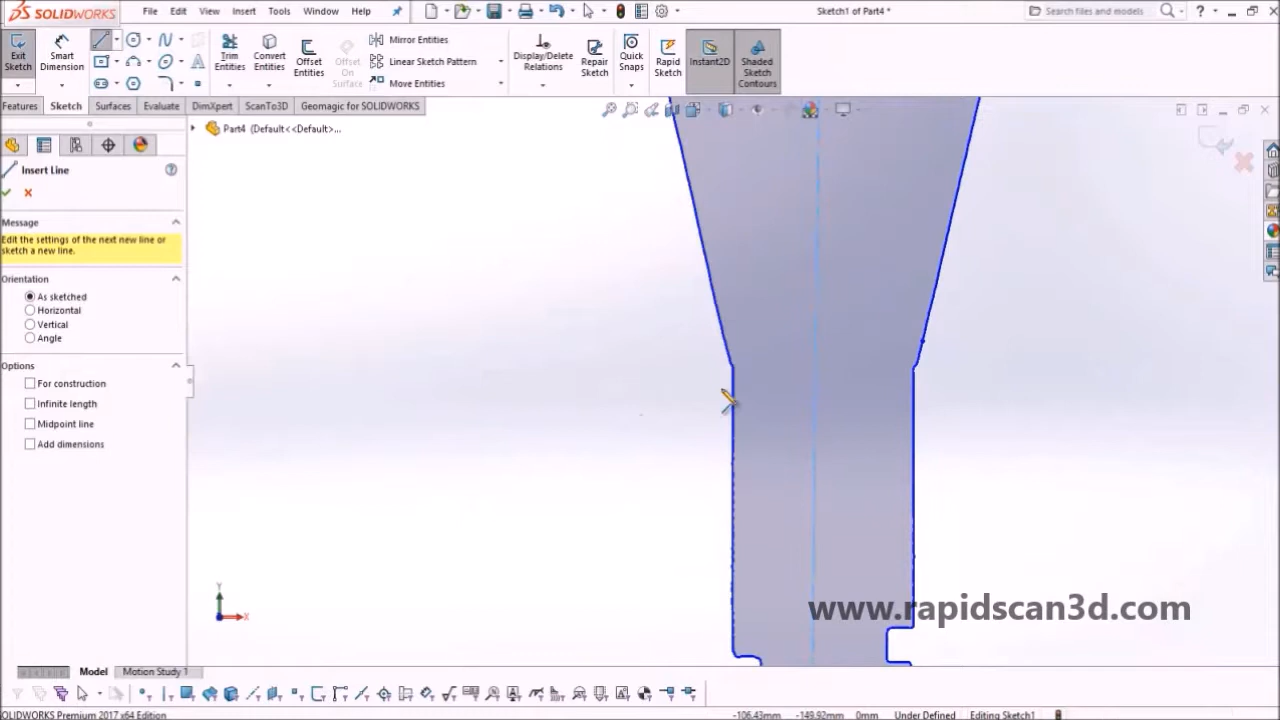 SOLIDWORKS
File Edit View Insert Tools Window Help
Sketch1 of Part4 *
Search files and models
Exit Sketch
Smart Dimension
Trim Entities
Convert Entities
Offset Entities
Offset On Surface
Mirror Entities
Linear Sketch Pattern
Move Entities
Display/Delete Relations
Repair Sketch
Quick Snaps
Rapid Sketch
Instant2D
Shaded Sketch Contours
Features Sketch Surfaces Evaluate DimXpert ScanTo3D Geomagic for SOLIDWORKS
Part4 (Default<<Default>...
Insert Line
Message
Edit the settings of the next new line or
sketch a new line.
Orientation
As sketched
Horizontal
Vertical
Angle
Options
For construction
Infinite length
Midpoint line
Add dimensions
Y
X
www.rapidscan3d.com
Model Motion Study 1
SOLIDWORKS Premium 2017 x64 Edition
-106.43mm -149.92mm 0mm Under Defined Editing Sketch1